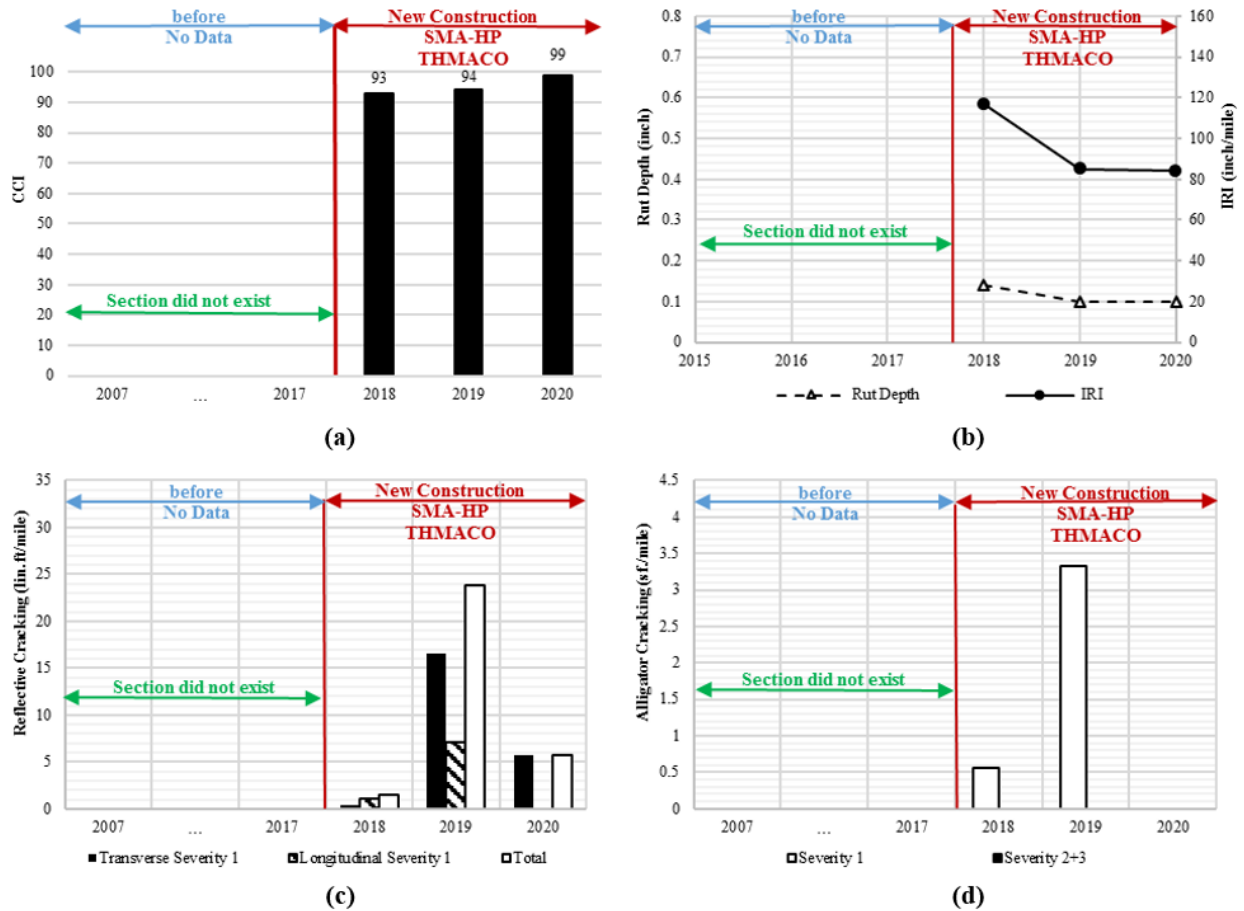 before
No Data
New Construction
SMA-HP
THMACO
CCI
100
90
80
70
60
50
40
30
20
10
0
93
94
99
Section did not exist
2007 ... 2017 2018 2019 2020
(a)
before
No Data
New Construction
SMA-HP
THMACO
Rut Depth (inch)
0.8
0.7
0.6
0.5
0.4
0.3
0.2
0.1
0
Section did not exist
160
140
120
100
80
60
40
20
0
IRI (inch/mile)
2015 2016 2017 2018 2019 2020
Rut Depth IRI
(b)
before
No Data
New Construction
SMA-HP
THMACO
Reflective Cracking (lin.ft/mile)
35
30
25
20
15
10
5
0
Section did not exist
2007 ... 2017 2018 2019 2020
Transverse Severity 1 Longitudinal Severity 1 Total
(c)
before
No Data
New Construction
SMA-HP
THMACO
Alligator Cracking (sf./mile)
4.5
4
3.5
3
2.5
2
1.5
1
0.5
0
Section did not exist
2007 ... 2017 2018 2019 2020
Severity 1 Severity 2+3
(d)